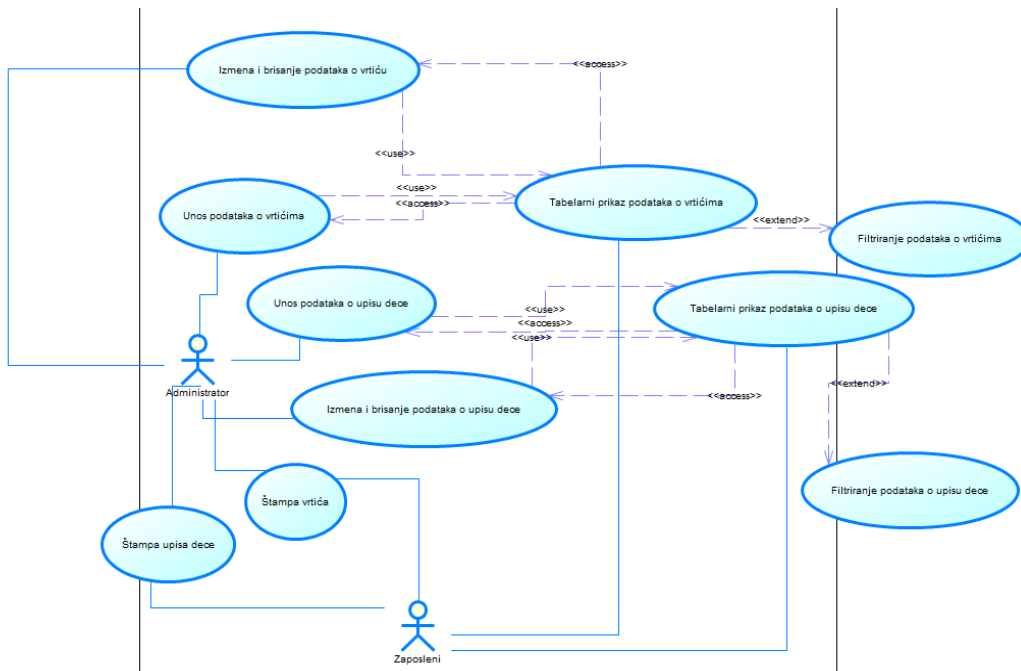 Izmena i brisanje podataka o vrtiću
<<access>>
<<use>>
<<use>>
<<access>>
Unos podataka o vrtićima
Tabelarni prikaz podataka o vrtićima
<<extend>>
Filtriranje podataka o vrtićima
Unos podataka o upisu dece
<<use>>
<<access>>
<<use>>
Tabelarni prikaz podataka o upisu dece
Administrator
Izmena i brisanje podataka o upisu dece
<<access>>
<<extend>>
Štampa vrtića
Filtriranje podataka o upisu dece
Štampa upisa dece
Zaposleni